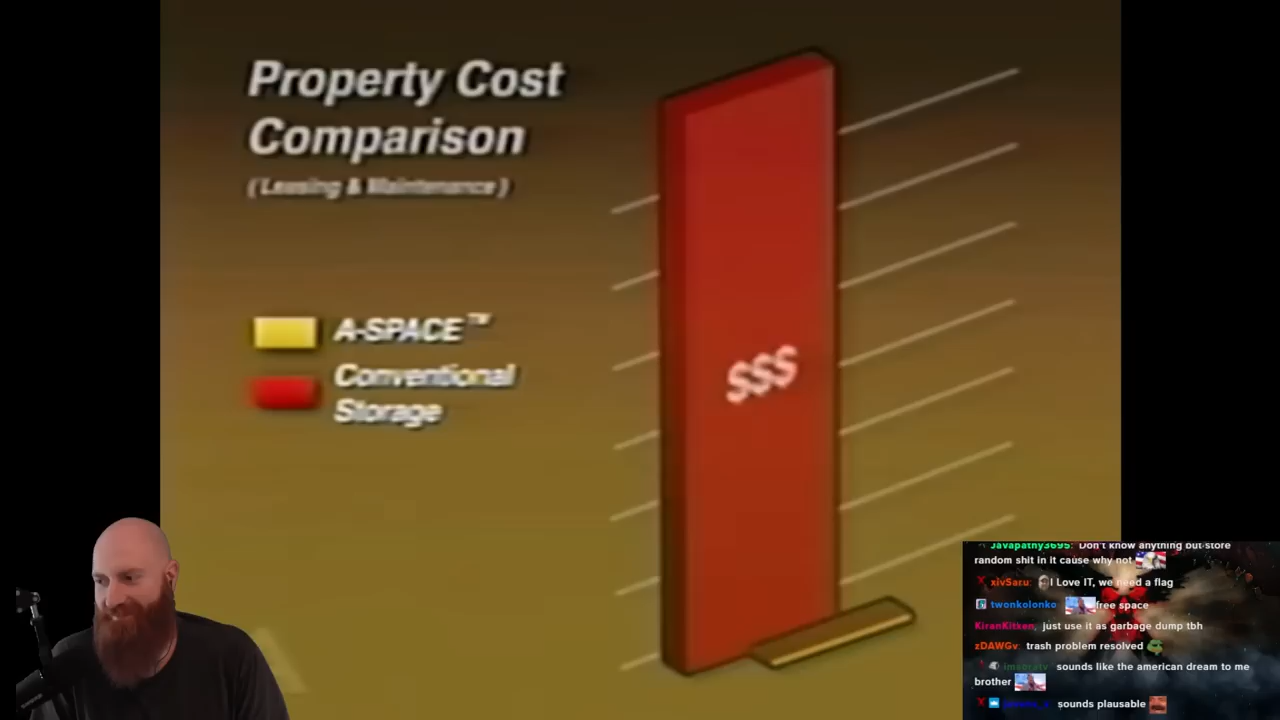 Property Cost
Comparison
(Leasing & Maintenance)
A-SPACE™
Conventional
Storage
$$$
Javapathy3695: Don't know anything but store
random shit in it cause why not
xivSaru: I Love IT, we need a flag
twonkolonko free space
KiranKitken, just use it as garbage dump tbh
zDAWGv: trash problem resolved
sounds like the american dream to me
brother
sounds plausable